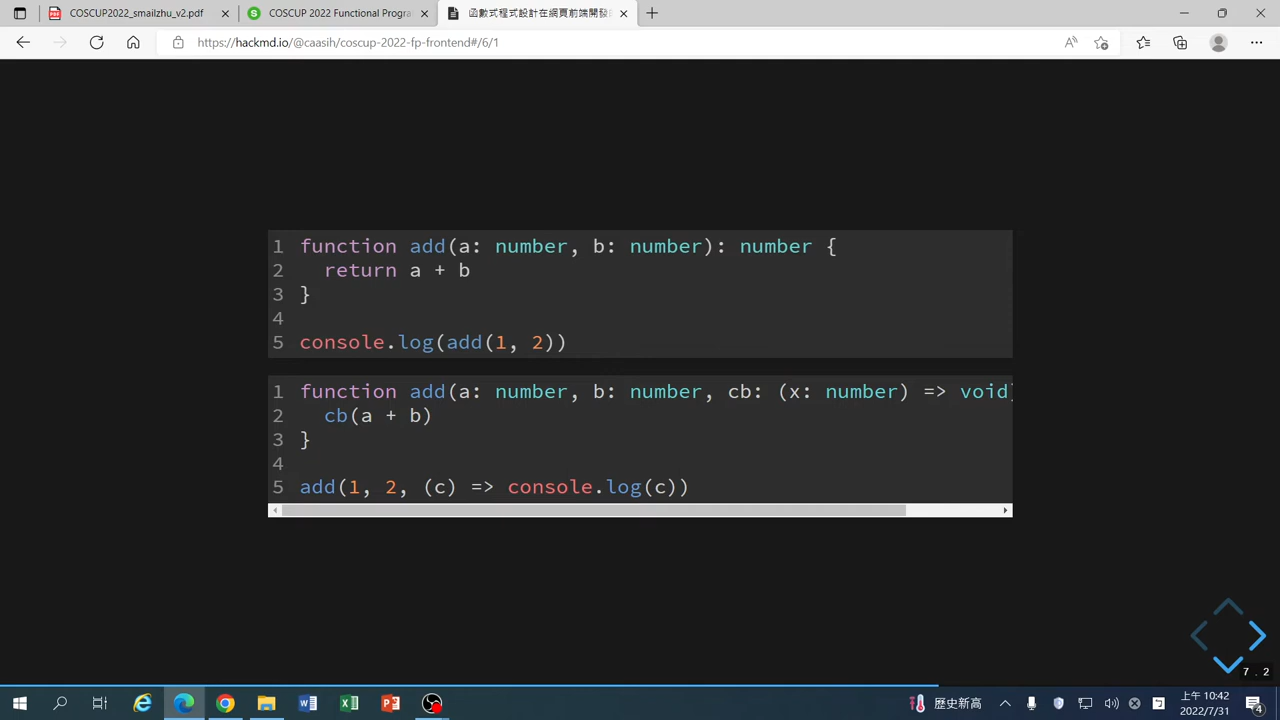 COSCUP2022_smailzhu_v2.pdf
COSCUP 2022 Functional Progra
函數式程式設計在網頁前端開發
https://hackmd.io/@caasih/coscup-2022-fp-frontend#/6/1
1 function add(a: number, b: number): number {
2   return a + b
3 }
4
5 console.log(add(1, 2))
1 function add(a: number, b: number, cb: (x: number) => void)
2   cb(a + b)
3 }
4
5 add(1, 2, (c) => console.log(c))
7.2
歷史新高
上午 10:42
2022/7/31
4